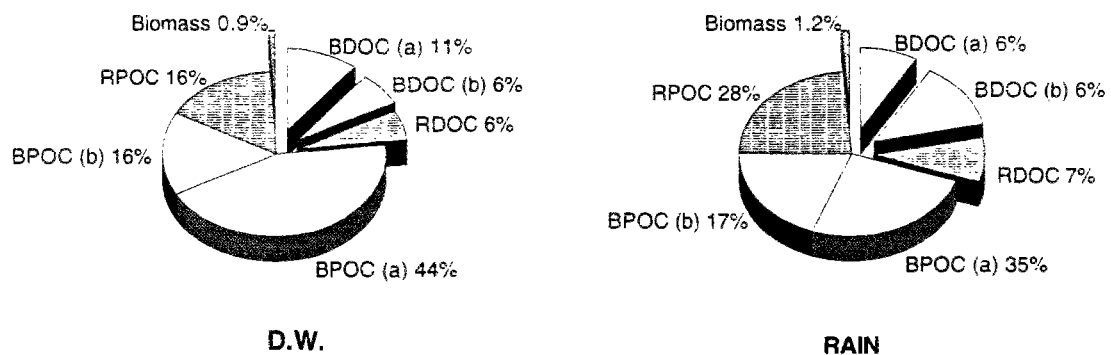 Biomass 0.9%
BDOC (a) 11%
BDOC (b) 6%
RDOC 6%
RPOC 16%
BPOC (b) 16%
BPOC (a) 44%
D.W.
Biomass 1.2%
BDOC (a) 6%
BDOC (b) 6%
RPOC 28%
RDOC 7%
BPOC (b) 17%
BPOC (a) 35%
RAIN